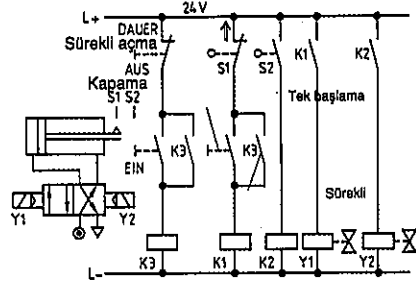 24V
L+
DAUER
Sürekli açma
AUS
Kapama
S1 S2
S1
S2
K1
K2
Tek başlama
EIN
K3
K3
Sürekli
Y1
Y2
K3
K1
K2
Y1
Y2
L-